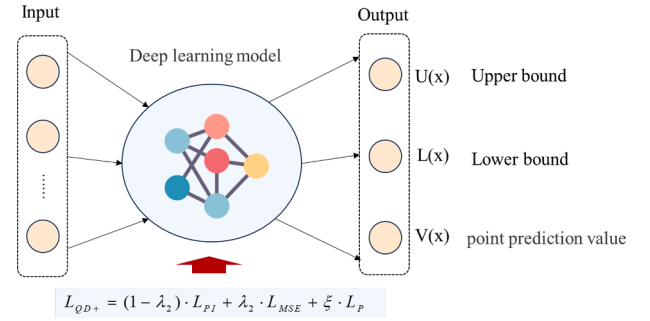 Input
Output
Deep learning model
U(x) Upper bound
L(x) Lower bound
......
V(x) point prediction value
L_{QD+} = (1 − λ_2) · L_{PI} + λ_2 · L_{MSE} + ξ · L_P